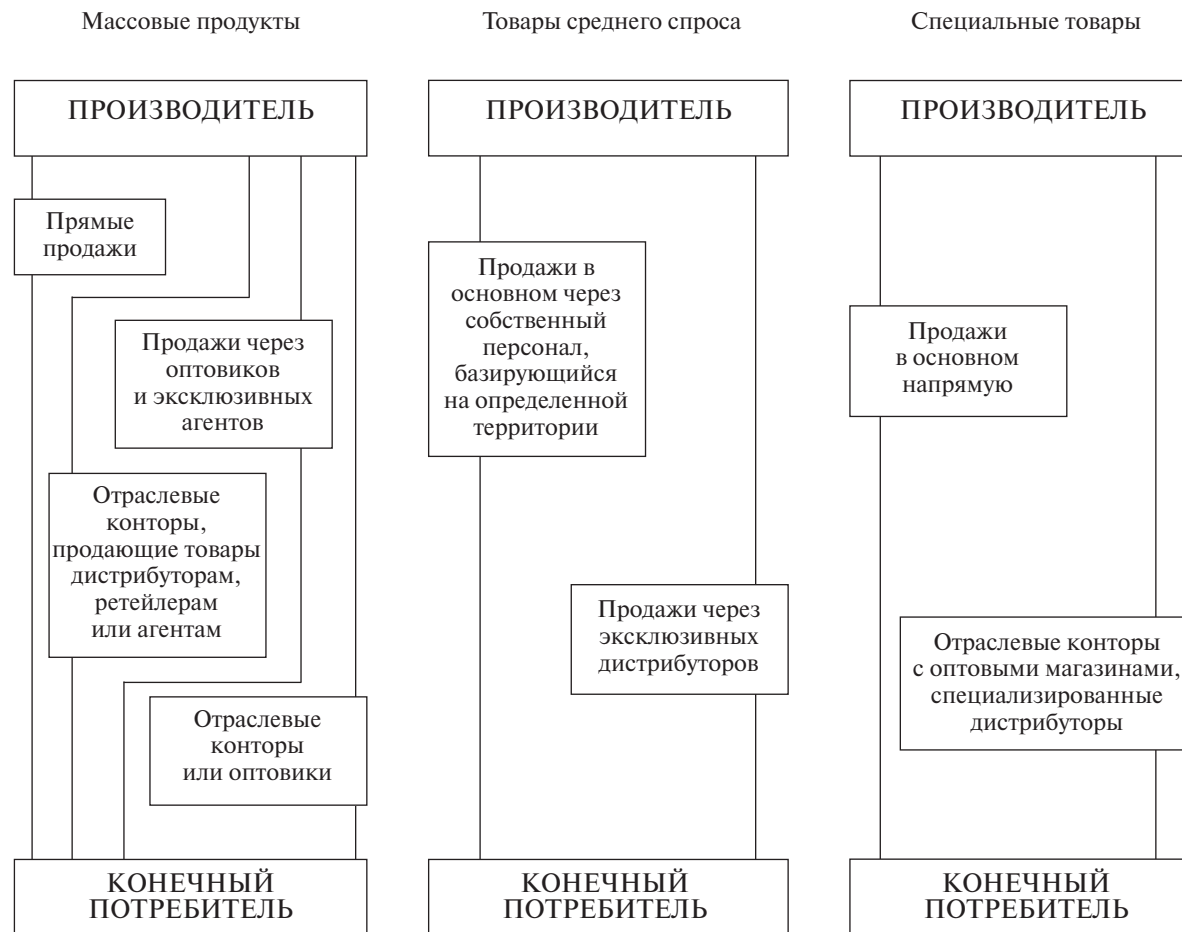 Массовые продукты
ПРОИЗВОДИТЕЛЬ
Прямые
продажи
Продажи через
оптовиков
и эксклюзивных
агентов
Отраслевые
конторы,
продающие товары
дистрибуторам,
ретейлерам
или агентам
Отраслевые
конторы
или оптовики
КОНЕЧНЫЙ
ПОТРЕБИТЕЛЬ
Товары среднего спроса
ПРОИЗВОДИТЕЛЬ
Продажи в
основном через
собственный
персонал,
базирующийся
на определенной
территории
Продажи через
эксклюзивных
дистрибуторов
КОНЕЧНЫЙ
ПОТРЕБИТЕЛЬ
Специальные товары
ПРОИЗВОДИТЕЛЬ
Продажи
в основном
напрямую
Отраслевые конторы
с оптовыми магазинами,
специализированные
дистрибуторы
КОНЕЧНЫЙ
ПОТРЕБИТЕЛЬ